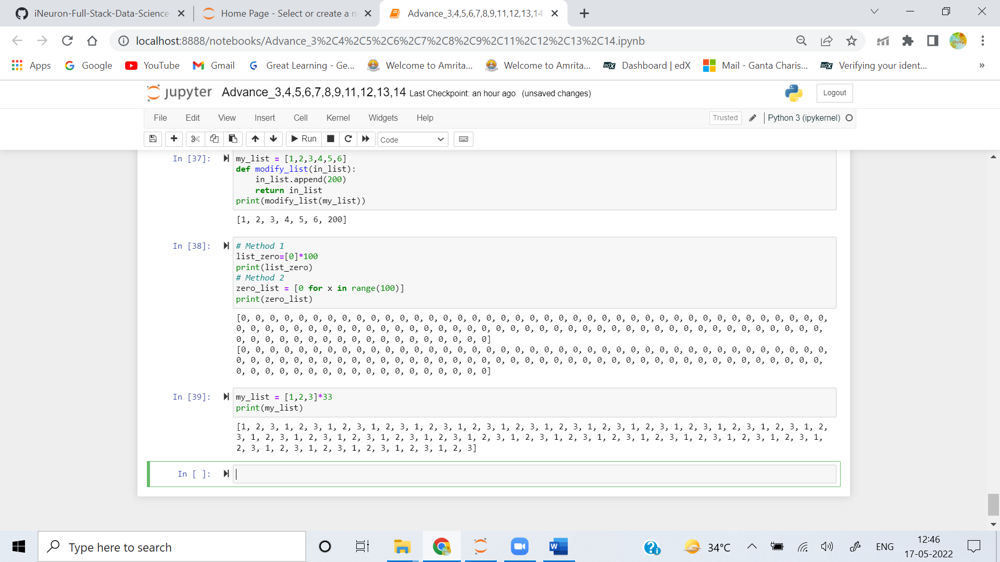 iNeuron-Full-Stack-Data-Science
Home Page - Select or create a n
Advance_3,4,5,6,7,8,9,11,12,13,14
localhost:8888/notebooks/Advance_3%2C4%2C5%2C6%2C7%2C8%2C9%2C11%2C12%2C13%2C14.ipynb
Apps Google YouTube Gmail Great Learning - Ge... Welcome to Amrita... Welcome to Amrita... edX Dashboard | edX Mail - Ganta Charis... edX Verifying your ident... »
jupyter Advance_3,4,5,6,7,8,9,11,12,13,14 Last Checkpoint: an hour ago (unsaved changes) Logout
File Edit View Insert Cell Kernel Widgets Help Trusted Python 3 (ipykernel)
Run Code
In [37]: my_list = [1,2,3,4,5,6]
def modify_list(in_list):
    in_list.append(200)
    return in_list
print(modify_list(my_list))
[1, 2, 3, 4, 5, 6, 200]
In [38]: # Method 1
list_zero=[0]*100
print(list_zero)
# Method 2
zero_list = [0 for x in range(100)]
print(zero_list)
[0, 0, 0, 0, 0, 0, 0, 0, 0, 0, 0, 0, 0, 0, 0, 0, 0, 0, 0, 0, 0, 0, 0, 0, 0, 0, 0, 0, 0, 0, 0, 0, 0, 0, 0, 0, 0, 0, 0, 0, 0,
0, 0, 0, 0, 0, 0, 0, 0, 0, 0, 0, 0, 0, 0, 0, 0, 0, 0, 0, 0, 0, 0, 0, 0, 0, 0, 0, 0, 0, 0, 0, 0, 0, 0, 0, 0, 0, 0, 0, 0, 0,
0, 0, 0, 0, 0, 0, 0, 0, 0, 0, 0, 0, 0, 0, 0, 0, 0, 0]
[0, 0, 0, 0, 0, 0, 0, 0, 0, 0, 0, 0, 0, 0, 0, 0, 0, 0, 0, 0, 0, 0, 0, 0, 0, 0, 0, 0, 0, 0, 0, 0, 0, 0, 0, 0, 0, 0, 0, 0, 0,
0, 0, 0, 0, 0, 0, 0, 0, 0, 0, 0, 0, 0, 0, 0, 0, 0, 0, 0, 0, 0, 0, 0, 0, 0, 0, 0, 0, 0, 0, 0, 0, 0, 0, 0, 0, 0, 0, 0, 0, 0,
0, 0, 0, 0, 0, 0, 0, 0, 0, 0, 0, 0, 0, 0, 0, 0, 0, 0]
In [39]: my_list = [1,2,3]*33
print(my_list)
[1, 2, 3, 1, 2, 3, 1, 2, 3, 1, 2, 3, 1, 2, 3, 1, 2, 3, 1, 2, 3, 1, 2, 3, 1, 2, 3, 1, 2, 3, 1, 2, 3, 1, 2, 3, 1, 2, 3, 1, 2,
3, 1, 2, 3, 1, 2, 3, 1, 2, 3, 1, 2, 3, 1, 2, 3, 1, 2, 3, 1, 2, 3, 1, 2, 3, 1, 2, 3, 1, 2, 3, 1, 2, 3, 1, 2, 3, 1, 2, 3, 1,
2, 3, 1, 2, 3, 1, 2, 3, 1, 2, 3, 1, 2, 3, 1, 2, 3]
In [ ]:
Type here to search
34°C
ENG
12:46
17-05-2022